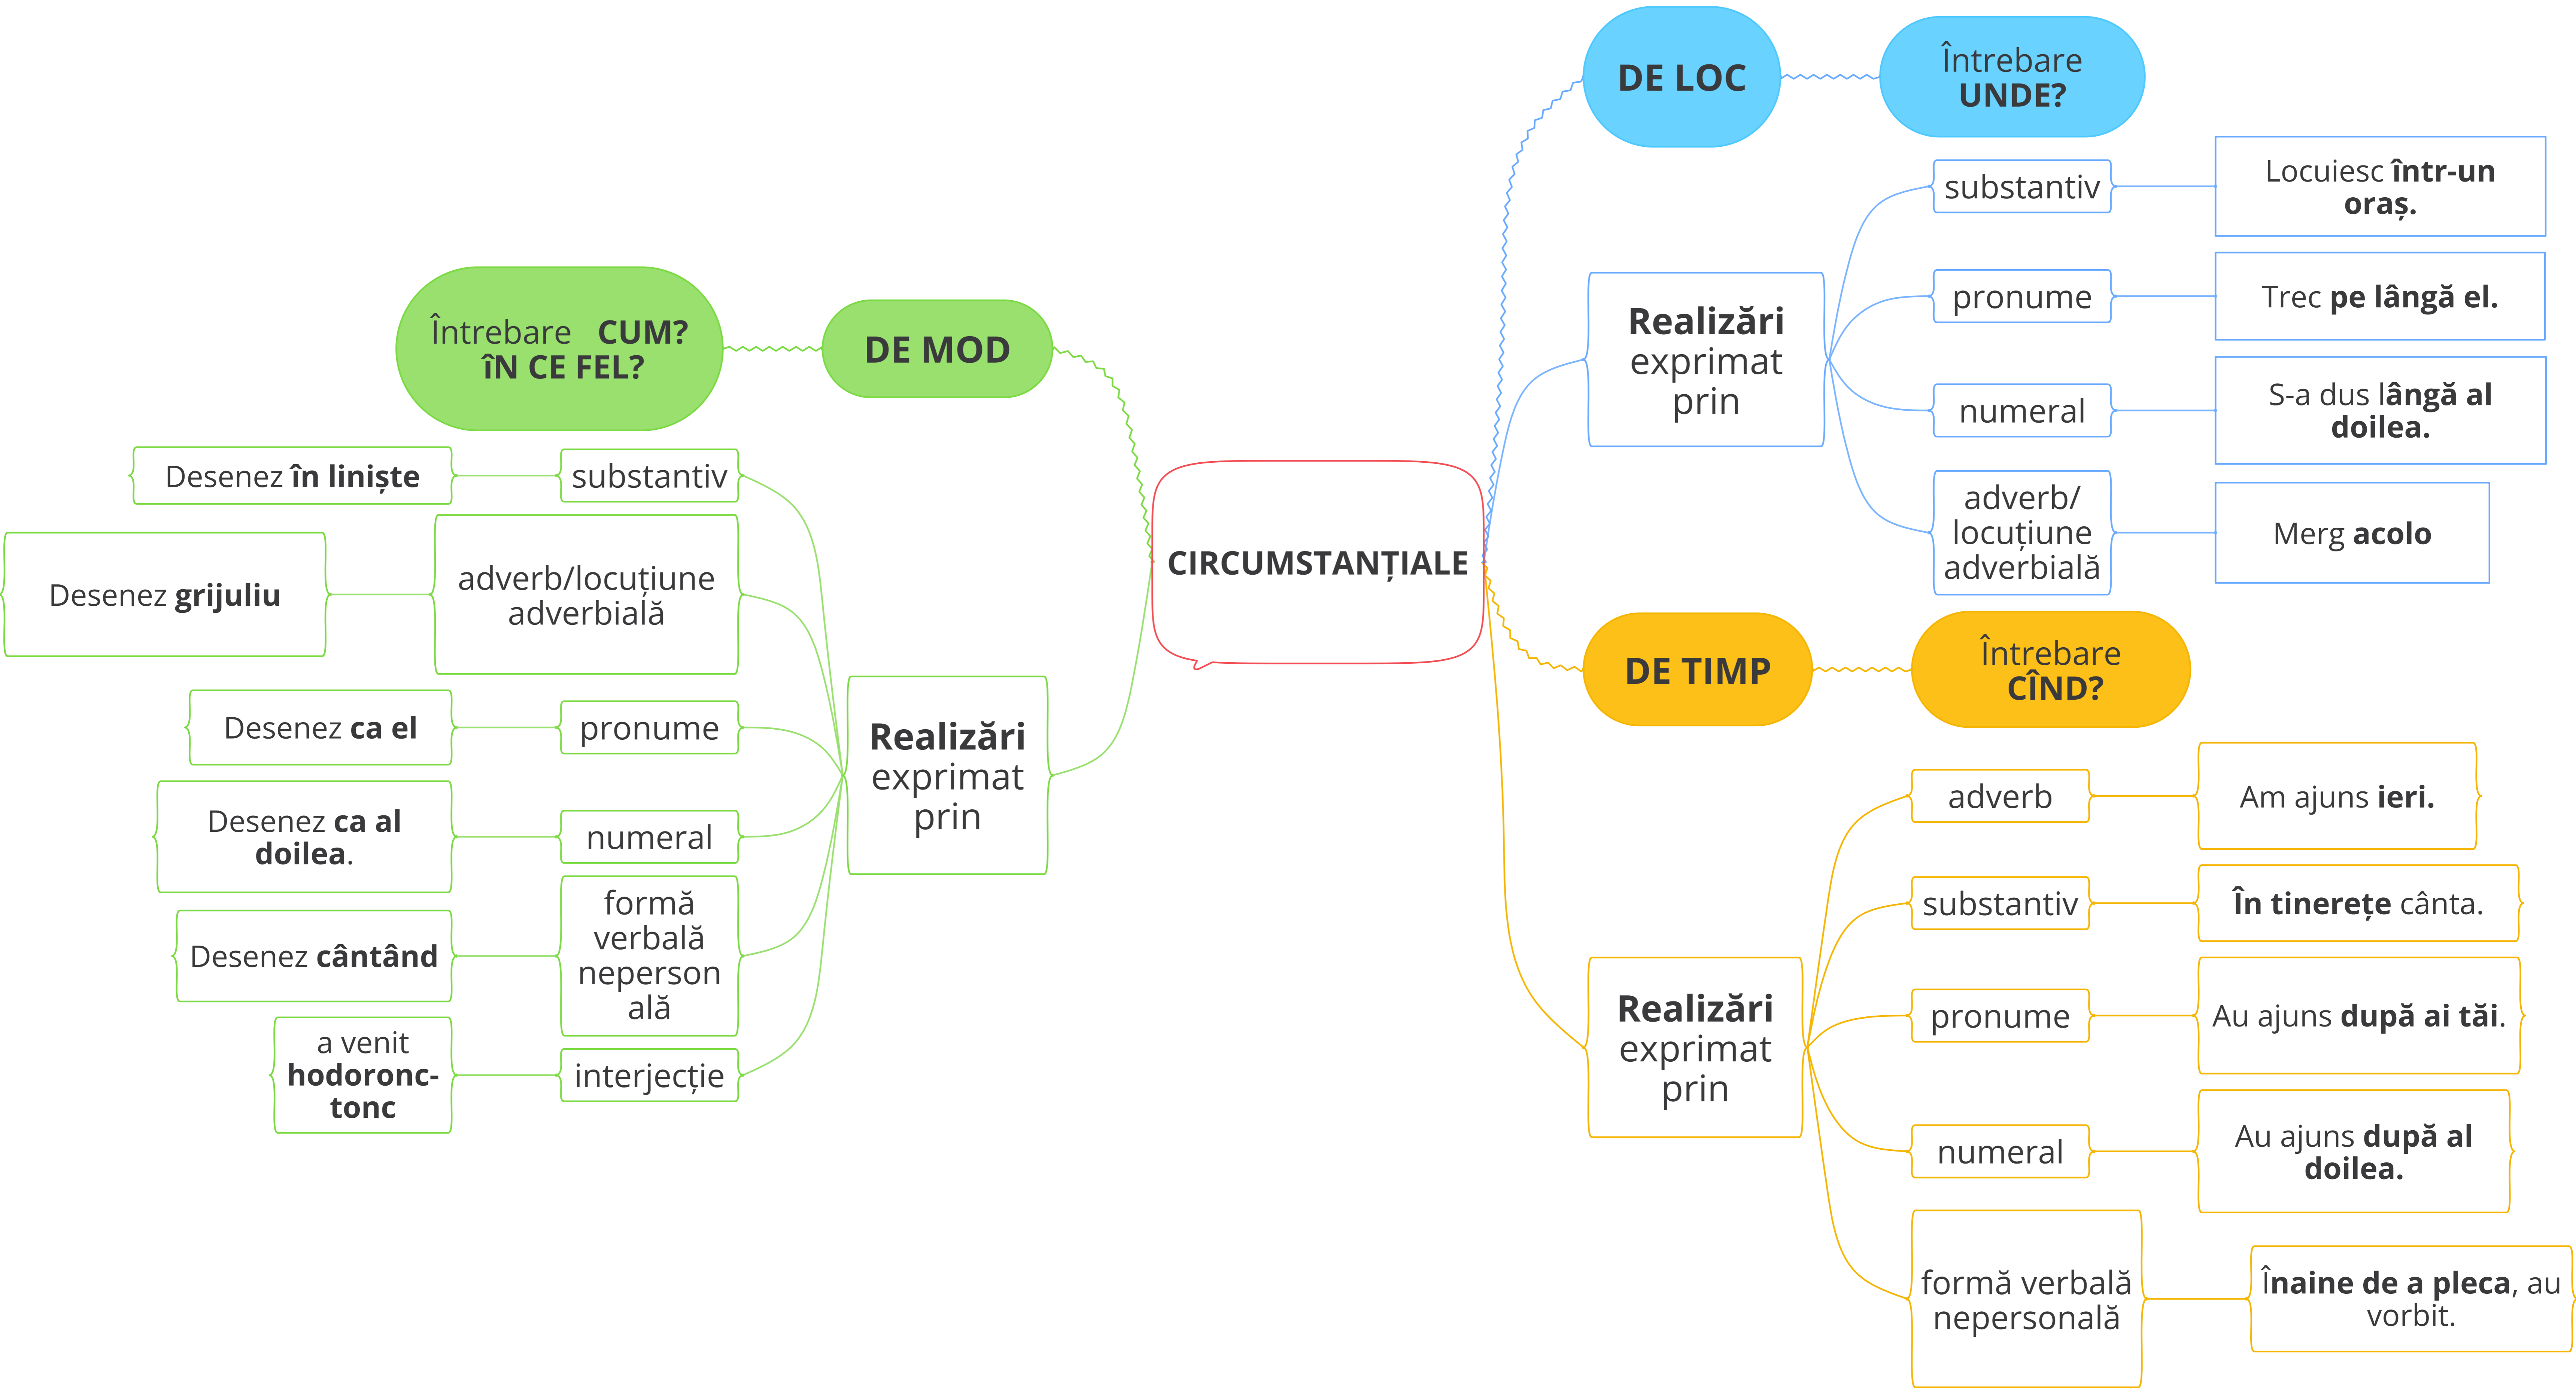 CIRCUMSTANȚIALE
DE LOC
Întrebare
UNDE?
Realizări
exprimat
prin
substantiv
Locuiesc într-un
oraș.
pronume
Trec pe lângă el.
numeral
S-a dus lângă al
doilea.
adverb/
locuțiune
adverbială
Merg acolo
DE TIMP
Întrebare
CÎND?
Realizări
exprimat
prin
adverb
Am ajuns ieri.
substantiv
În tinerețe cânta.
pronume
Au ajuns după ai tăi.
numeral
Au ajuns după al
doilea.
formă verbală
nepersonală
Înaine de a pleca, au
vorbit.
DE MOD
Întrebare CUM?
îN CE FEL?
Realizări
exprimat
prin
substantiv
Desenez în liniște
adverb/locuțiune
adverbială
Desenez grijuliu
pronume
Desenez ca el
numeral
Desenez ca al
doilea.
formă
verbală
neperson
ală
Desenez cântând
interjecție
a venit
hodoronc-
tonc